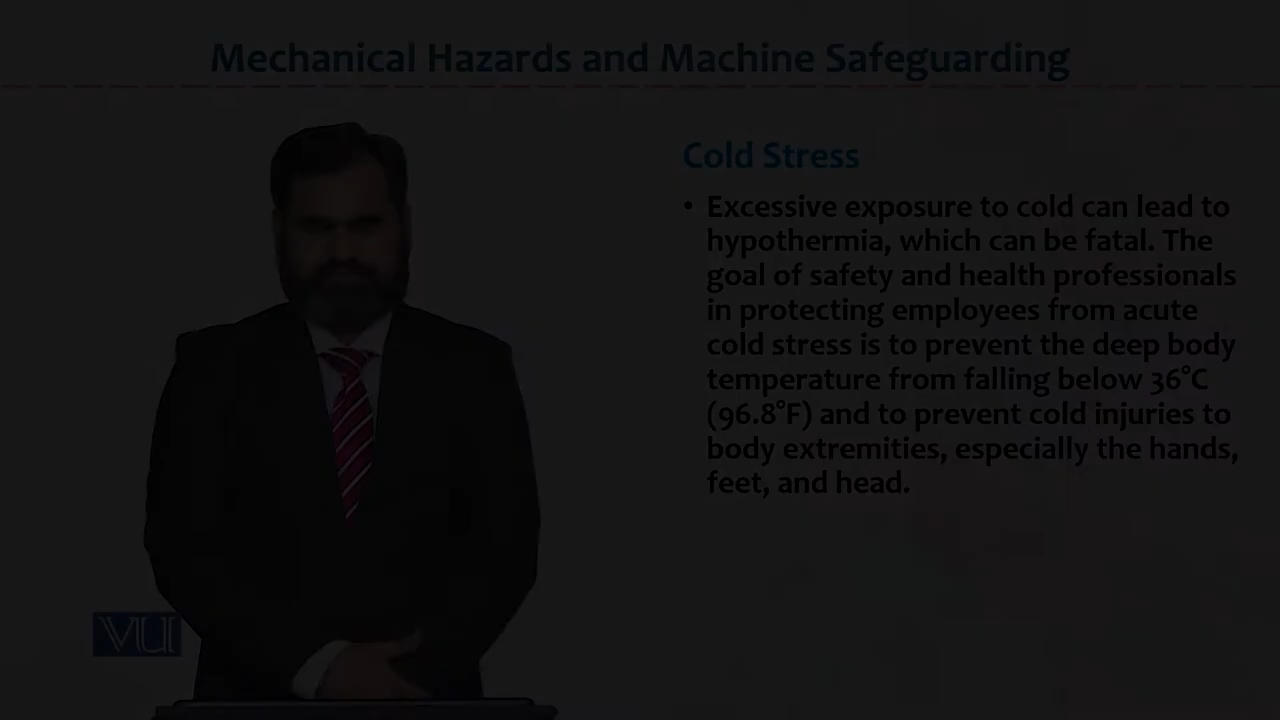 Mechanical Hazards and Machine Safeguarding
Cold Stress
• Excessive exposure to cold can lead to
hypothermia, which can be fatal. The
goal of safety and health professionals
in protecting employees from acute
cold stress is to prevent the deep body
temperature from falling below 36°C
(96.8°F) and to prevent cold injuries to
body extremities, especially the hands,
feet, and head.
VU